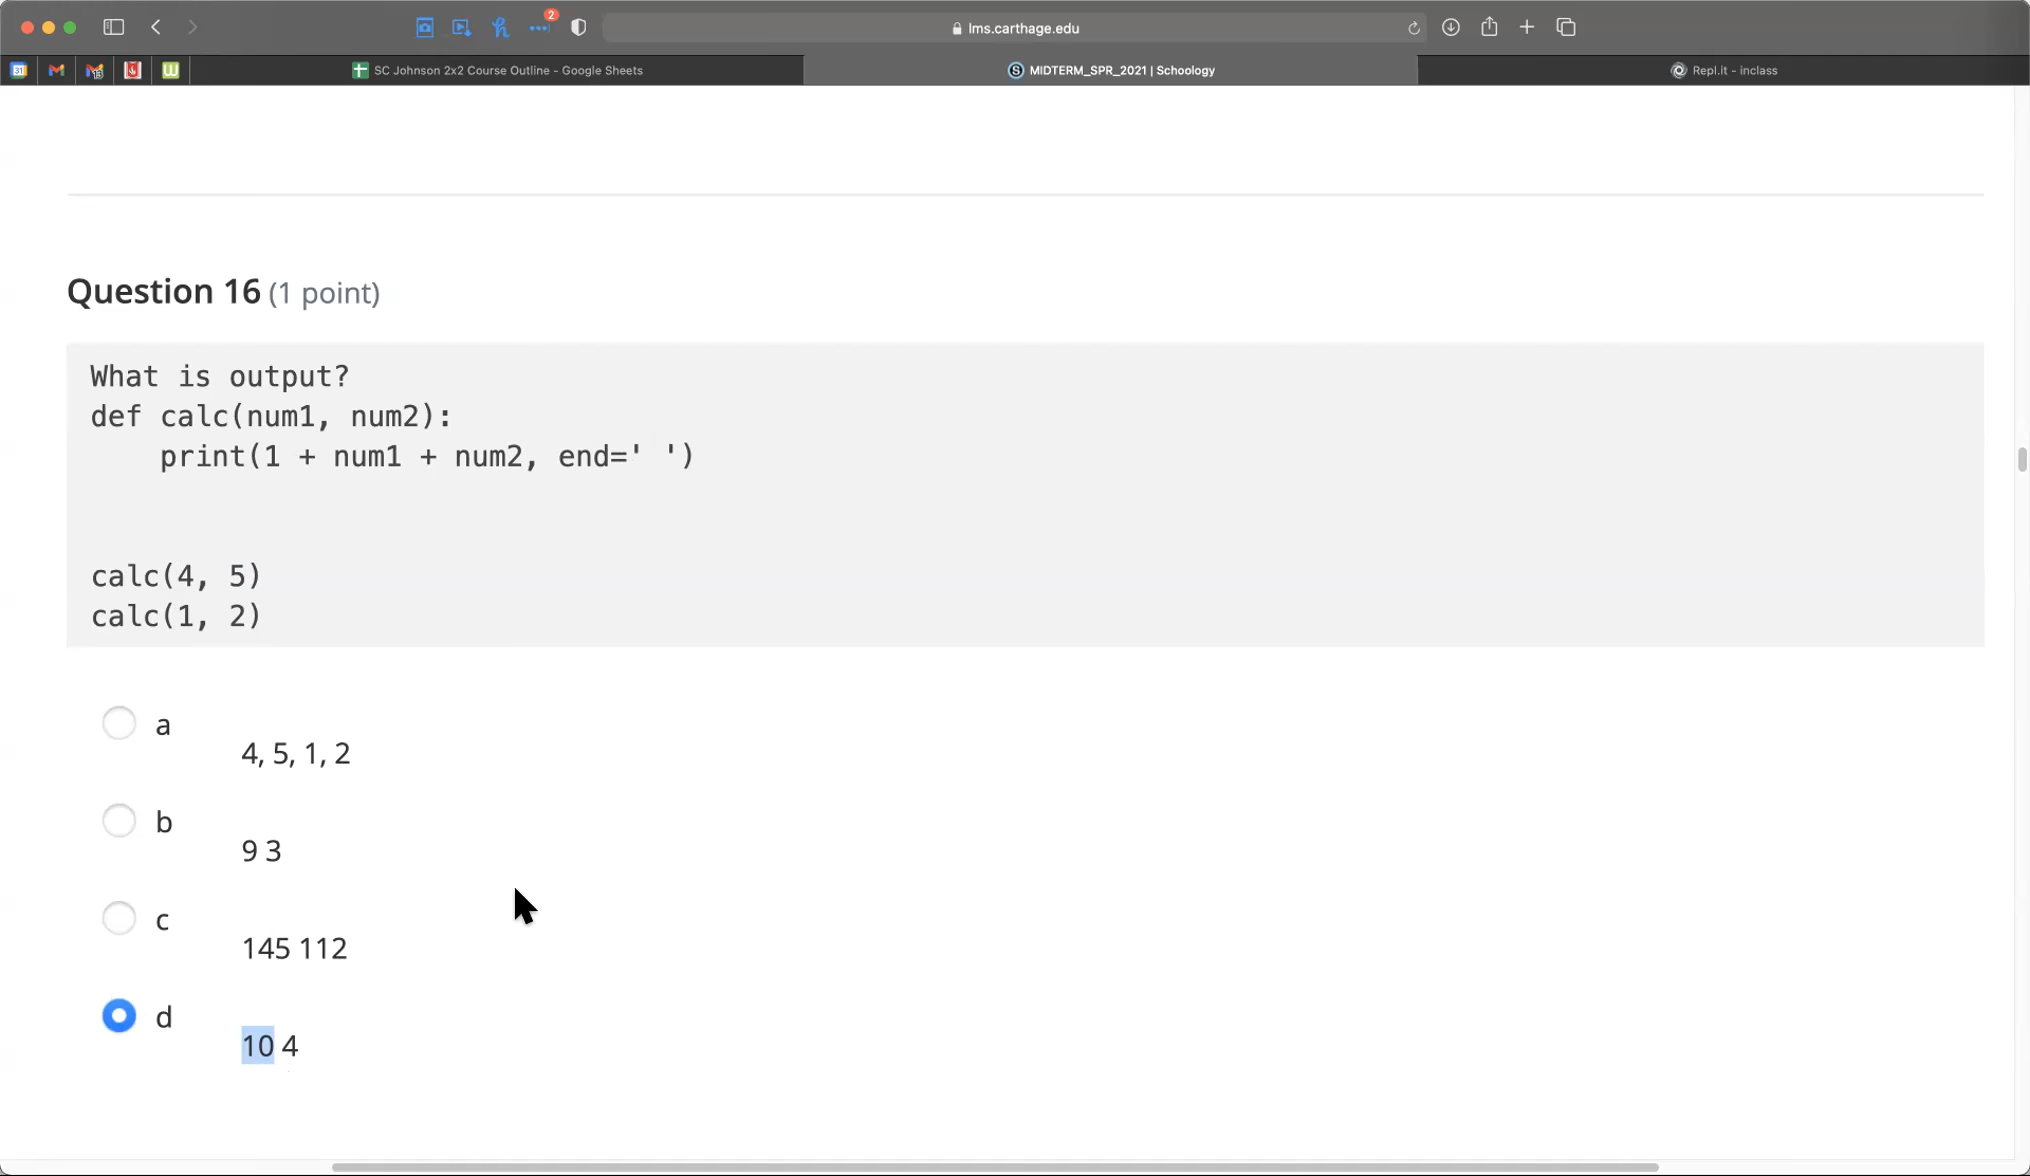 2
lms.carthage.edu
31
SC Johnson 2x2 Course Outline - Google Sheets
MIDTERM_SPR_2021 | Schoology
Repl.it - inclass
Question 16 (1 point)
What is output?
def calc(num1, num2):
    print(1 + num1 + num2, end=' ')
calc(4, 5)
calc(1, 2)
a
4, 5, 1, 2
b
9 3
c
145 112
d
10 4